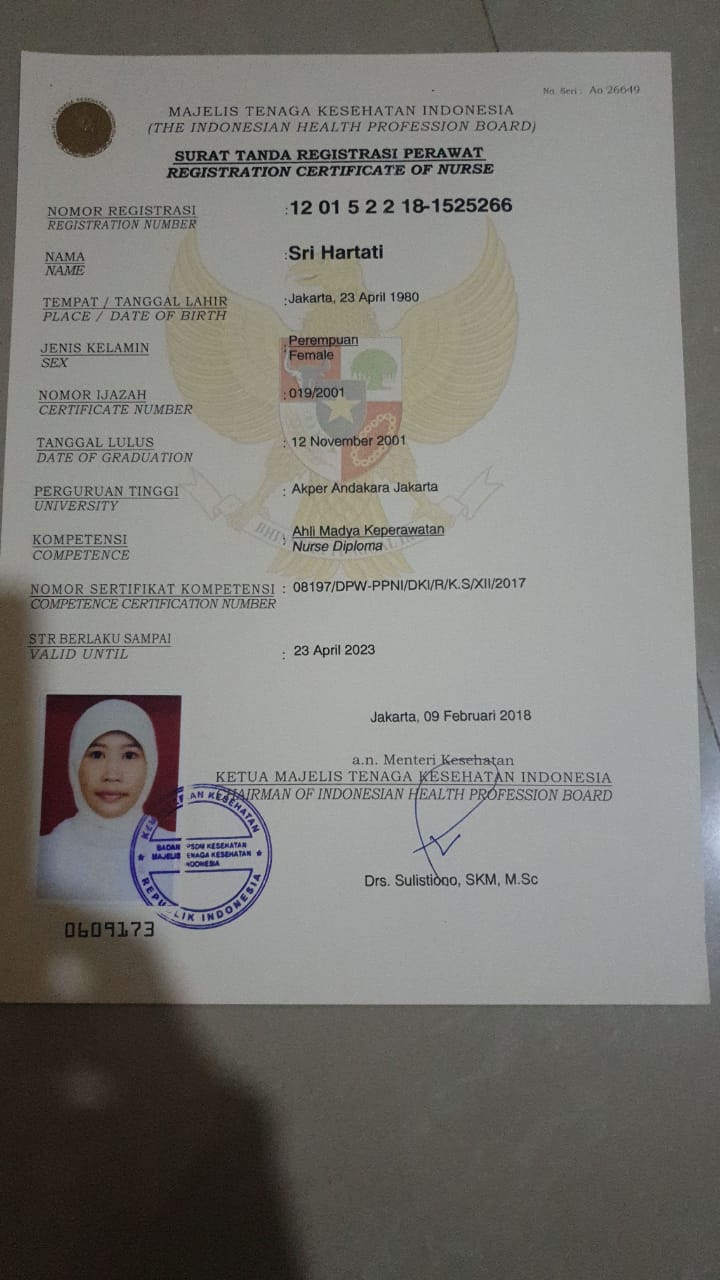 No. Seri : Ao 26649
MAJELIS TENAGA KESEHATAN INDONESIA
(THE INDONESIAN HEALTH PROFESSION BOARD)
SURAT TANDA REGISTRASI PERAWAT
REGISTRATION CERTIFICATE OF NURSE
NOMOR REGISTRASI : 12 01 5 2 2 18-1525266
REGISTRATION NUMBER
NAMA : Sri Hartati
NAME
TEMPAT / TANGGAL LAHIR : Jakarta, 23 April 1980
PLACE / DATE OF BIRTH
JENIS KELAMIN : Perempuan
SEX Female
NOMOR IJAZAH : 019/2001
CERTIFICATE NUMBER
TANGGAL LULUS : 12 November 2001
DATE OF GRADUATION
PERGURUAN TINGGI : Akper Andakara Jakarta
UNIVERSITY
KOMPETENSI : Ahli Madya Keperawatan
COMPETENCE Nurse Diploma
NOMOR SERTIFIKAT KOMPETENSI : 08197/DPW-PPNI/DKI/R/K.S/XII/2017
COMPETENCE CERTIFICATION NUMBER
STR BERLAKU SAMPAI
VALID UNTIL : 23 April 2023
Jakarta, 09 Februari 2018
a.n. Menteri Kesehatan
KETUA MAJELIS TENAGA KESEHATAN INDONESIA
CHAIRMAN OF INDONESIAN HEALTH PROFESSION BOARD
Drs. Sulistiono, SKM, M.Sc
AN KESEHATAN
BADAN PSDM KESEHATAN
MAJELIS TENAGA KESEHATAN
INDONESIA
REPUBLIK INDONESIA
0609173